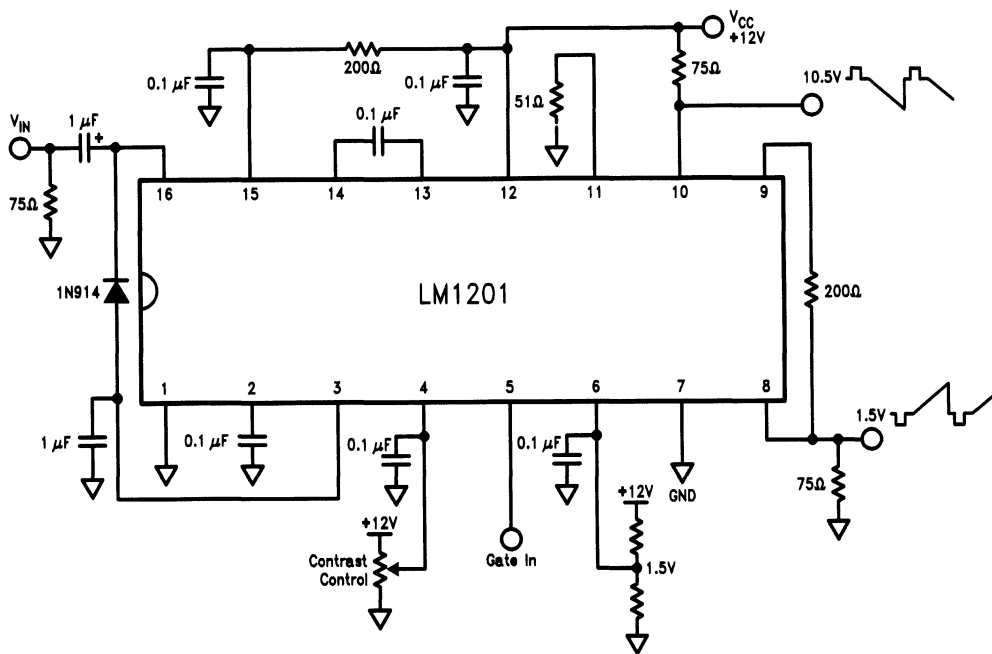 V_CC
+12V
200Ω
0.1 μF
0.1 μF
51Ω
75Ω
10.5V
V_IN
1 μF
+
0.1 μF
75Ω
16
15
14
13
12
11
10
9
1N914
LM1201
200Ω
1
2
3
4
5
6
7
8
1.5V
1 μF
0.1 μF
0.1 μF
0.1 μF
GND
75Ω
+12V
+12V
Contrast
Control
Gate In
1.5V